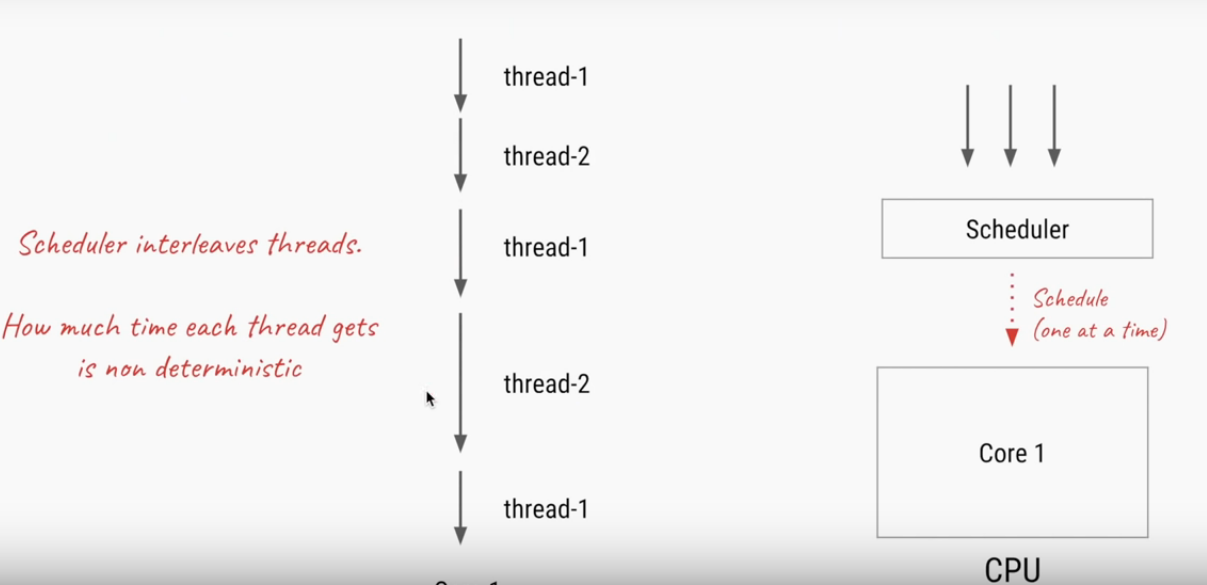 thread-1
thread-2
Scheduler interleaves threads.
thread-1
How much time each thread gets
is non deterministic
thread-2
thread-1
Scheduler
Schedule
(one at a time)
Core 1
CPU